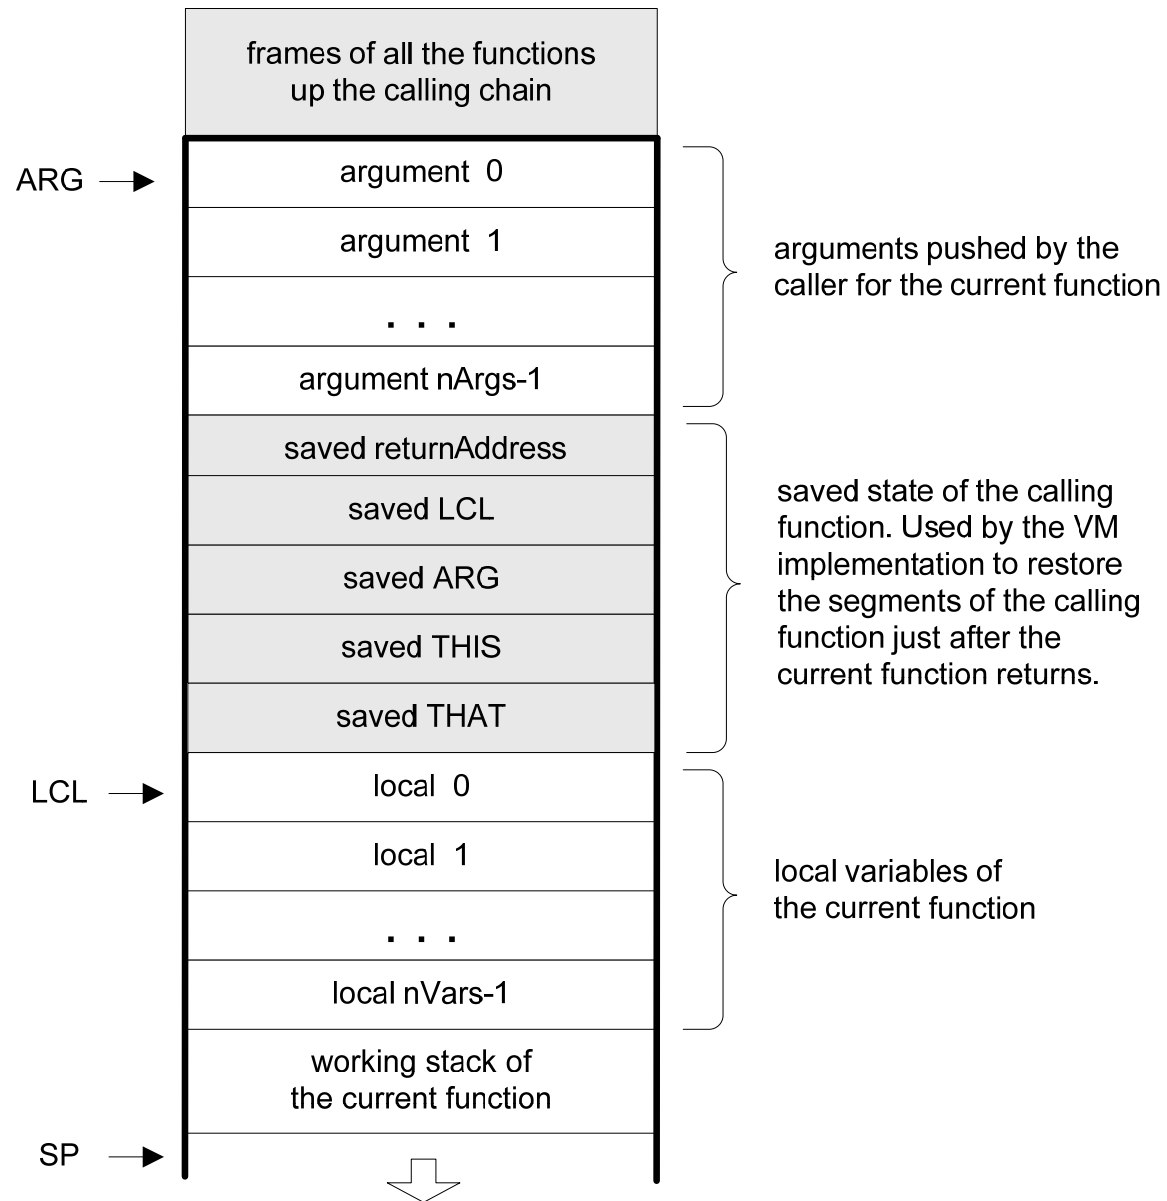 frames of all the functions
up the calling chain
ARG
argument 0
argument 1
. . .
argument nArgs-1
arguments pushed by the
caller for the current function
saved returnAddress
saved LCL
saved ARG
saved THIS
saved THAT
saved state of the calling
function. Used by the VM
implementation to restore
the segments of the calling
function just after the
current function returns.
LCL
local 0
local 1
. . .
local nVars-1
local variables of
the current function
working stack of
the current function
SP